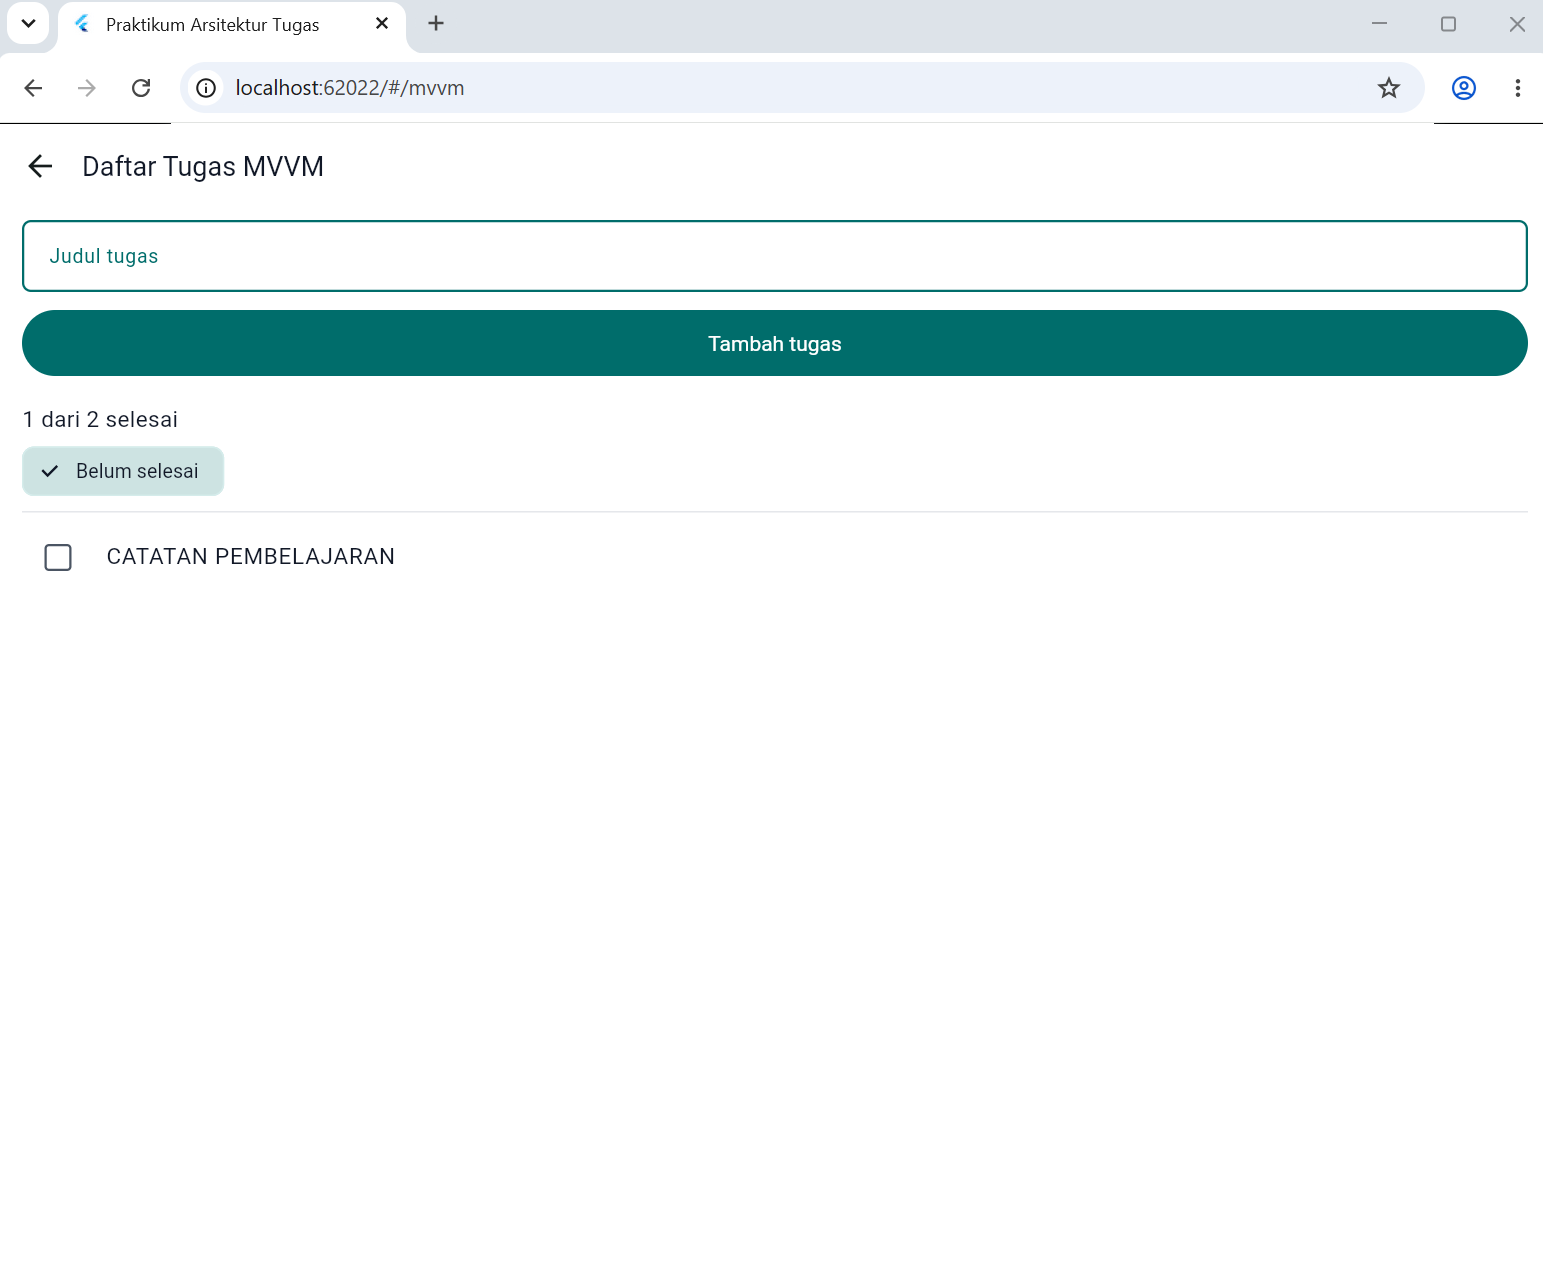 Praktikum Arsitektur Tugas
localhost:62022/#/mvvm
Daftar Tugas MVVM
Judul tugas
Tambah tugas
1 dari 2 selesai
Belum selesai
CATATAN PEMBELAJARAN